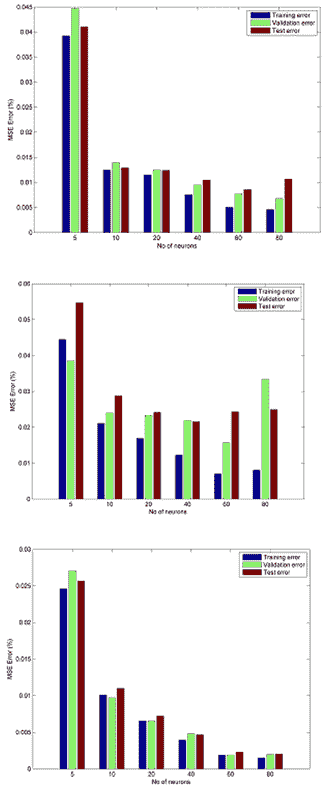 0.045
0.04
0.035
0.03
0.025
0.02
0.015
0.01
0.005
0
MSE Error (%)
Training error
Validation error
Test error
5 10 20 40 60 80
No of neurons
0.06
0.05
0.04
0.03
0.02
0.01
0
MSE Error (%)
Training error
Validation error
Test error
5 10 20 40 60 80
No of neurons
0.03
0.025
0.02
0.015
0.01
0.005
0
MSE Error (%)
Training error
Validation error
Test error
5 10 20 40 60 80
No of neurons